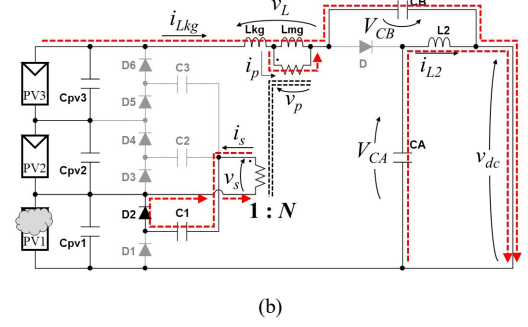 v_L
CB
i_Lkg
Lkg
Lmg
V_CB
L2
D
i_L2
i_p
D6
C3
PV3
Cpv3
D5
v_p
D4
C2
i_s
PV2
Cpv2
D3
v_s
V_CA
CA
v_dc
D2
C1
1 : N
PV1
Cpv1
D1
(b)